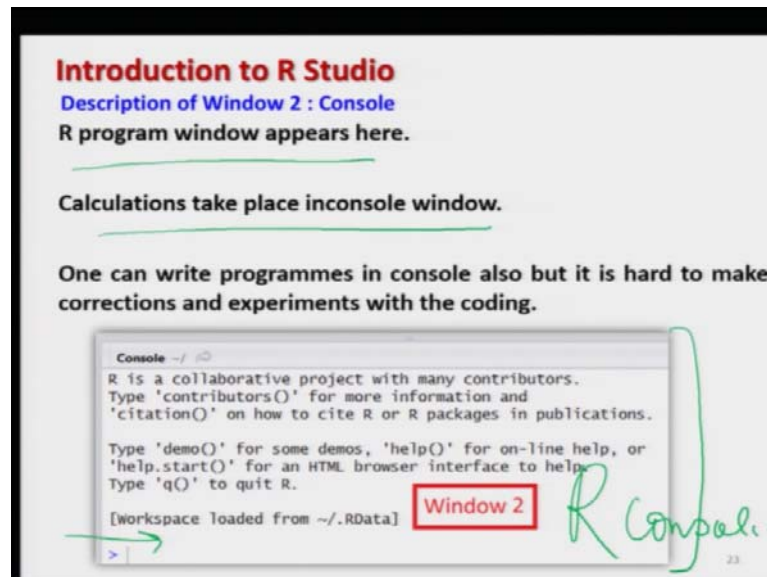 Introduction to R Studio
Description of Window 2 : Console
R program window appears here.
Calculations take place inconsole window.
One can write programmes in console also but it is hard to make
corrections and experiments with the coding.
Console ~/
R is a collaborative project with many contributors.
Type 'contributors()' for more information and
'citation()' on how to cite R or R packages in publications.
Type 'demo()' for some demos, 'help()' for on-line help, or
'help.start()' for an HTML browser interface to help.
Type 'q()' to quit R.
[Workspace loaded from ~/.RData]
Window 2
R Console
>
23